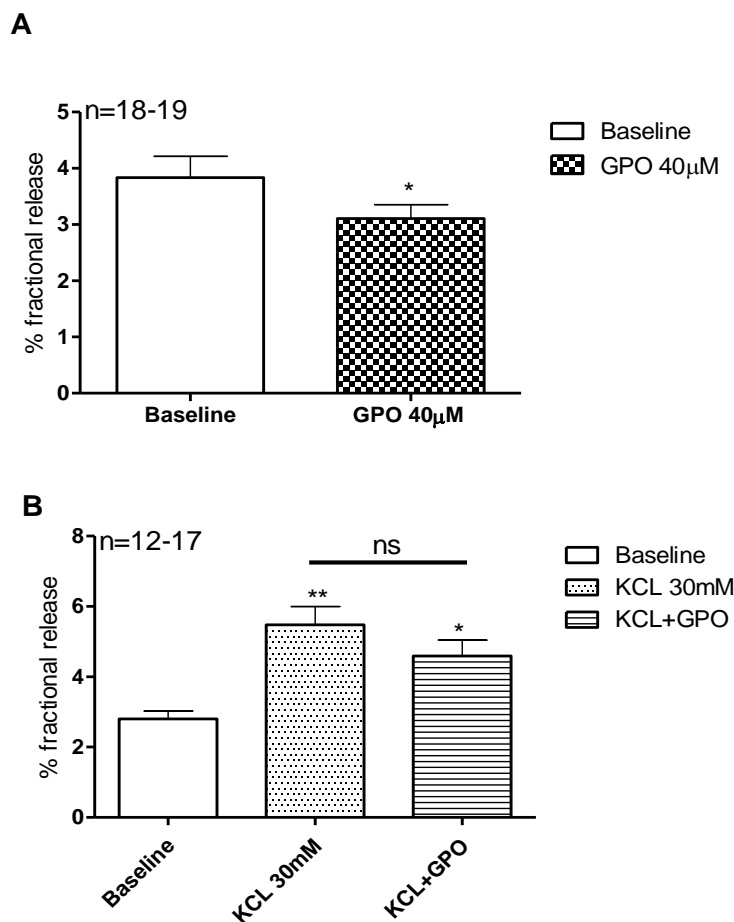 A
n=18-19
% fractional release
5
4
3
2
1
0
*
Baseline
GPO 40μM
Baseline
GPO 40μM
B
n=12-17
% fractional release
8
6
4
2
0
ns
**
*
Baseline
KCL 30mM
KCL+GPO
Baseline
KCL 30mM
KCL+GPO